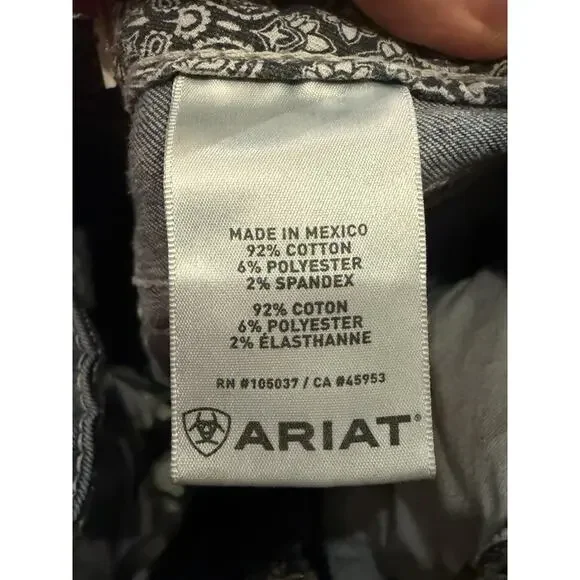 MADE IN MEXICO
92% COTTON
6% POLYESTER
2% SPANDEX
92% COTON
6% POLYESTER
2% ÉLASTHANNE
RN #105037 / CA #45953
ARIAT®